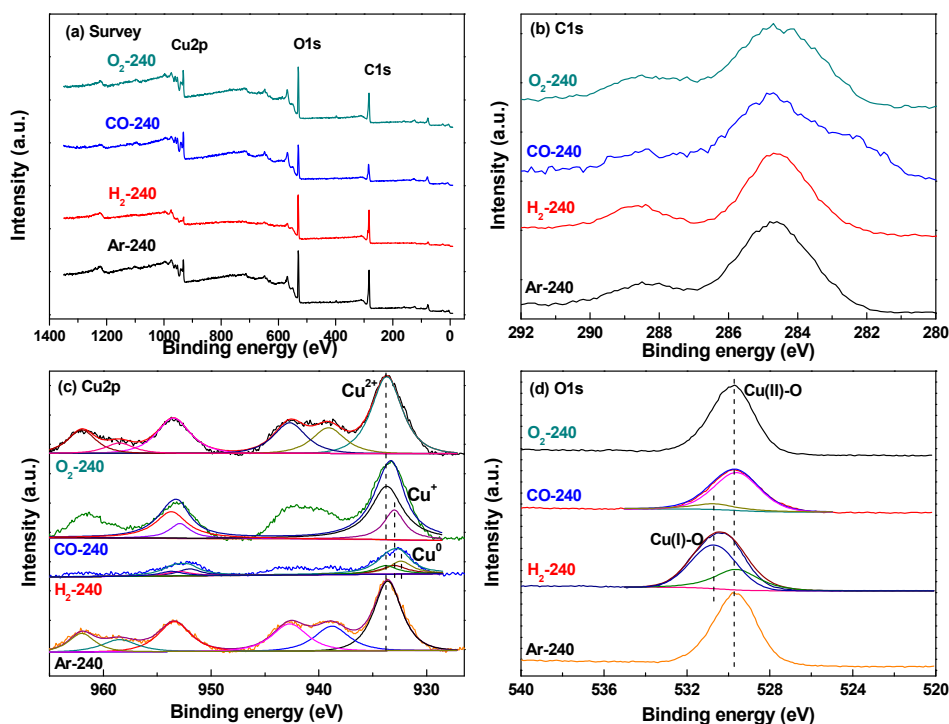 (a) Survey
Cu2p
O1s
C1s
O₂-240
CO-240
H₂-240
Ar-240
Intensity (a.u.)
1400 1200 1000 800 600 400 200 0
Binding energy (eV)
(b) C1s
O₂-240
CO-240
H₂-240
Ar-240
Intensity (a.u.)
292 290 288 286 284 282 280
Binding energy (eV)
(c) Cu2p
Cu²⁺
O₂-240
Cu⁺
CO-240
Cu⁰
H₂-240
Ar-240
Intensity (a.u.)
960 950 940 930
Binding energy (eV)
(d) O1s
Cu(II)-O
O₂-240
CO-240
Cu(I)-O
H₂-240
Ar-240
Intensity (a.u.)
540 536 532 528 524 520
Binding energy (eV)